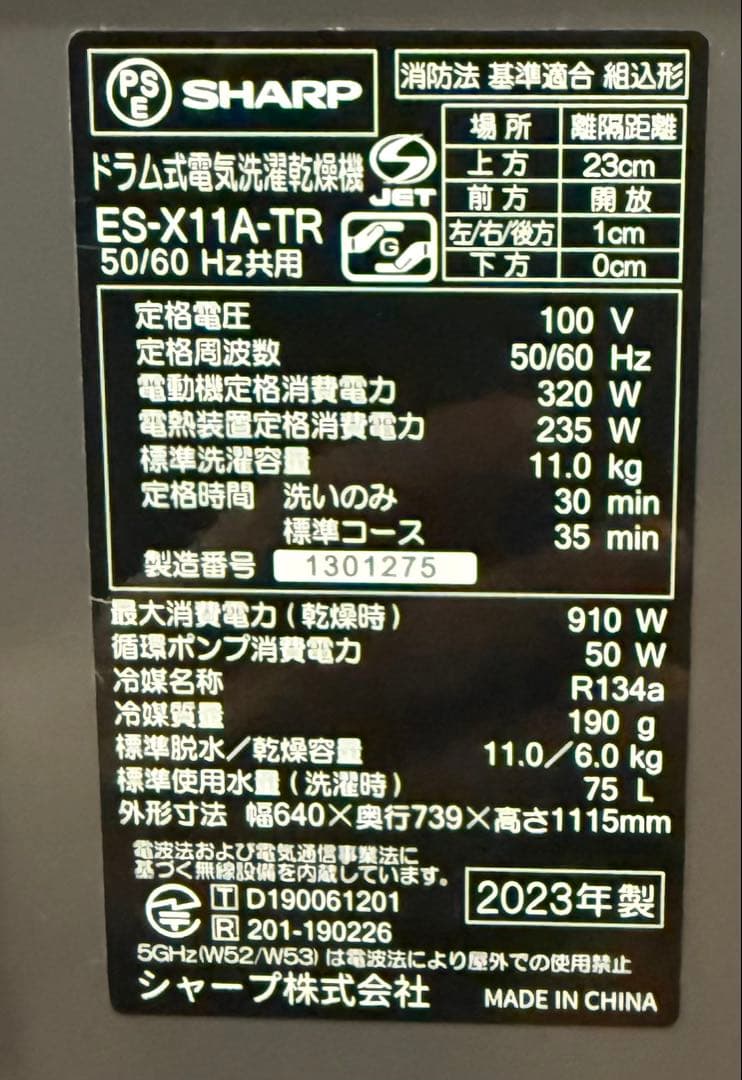 PSE SHARP
消防法 基準適合 組込形
場所 離隔距離
上方 23cm
前方 開放
左/右/後方 1cm
下方 0cm
ドラム式電気洗濯乾燥機
S JET
ES-X11A-TR
G
50/60 Hz共用
定格電圧 100 V
定格周波数 50/60 Hz
電動機定格消費電力 320 W
電熱装置定格消費電力 235 W
標準洗濯容量 11.0 kg
定格時間 洗いのみ 30 min
標準コース 35 min
製造番号 1301275
最大消費電力(乾燥時) 910 W
循環ポンプ消費電力 50 W
冷媒名称 R134a
冷媒質量 190 g
標準脱水/乾燥容量 11.0/6.0 kg
標準使用水量(洗濯時) 75 L
外形寸法 幅640×奥行739×高さ1115mm
電波法および電気通信事業法に
基づく無線設備を内蔵しています。
T D190061201
R 201-190226
2023年製
5GHz(W52/W53)は電波法により屋外での使用禁止
シャープ株式会社 MADE IN CHINA